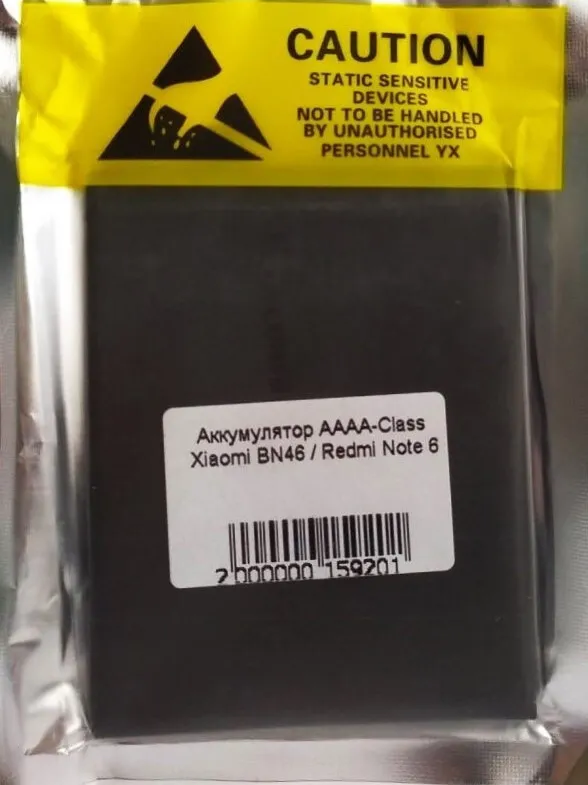 CAUTION
STATIC SENSITIVE
DEVICES
NOT TO BE HANDLED
BY UNAUTHORISED
PERSONNEL YX
Аккумулятор AAAA-Class
Xiaomi BN46 / Redmi Note 6
2 000000 159201